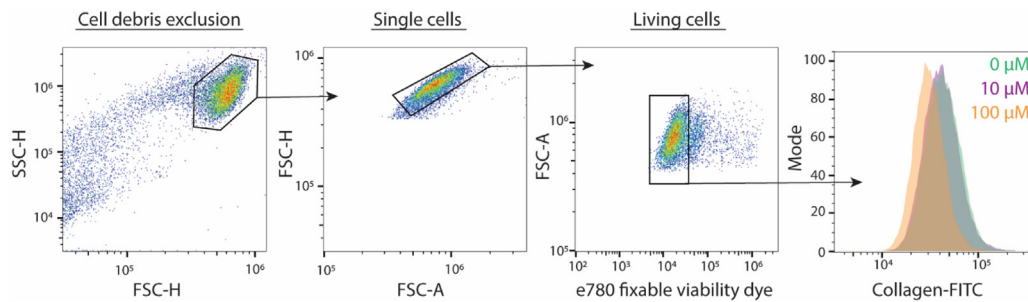 Cell debris exclusion
SSC-H
10⁶
10⁵
10⁴
10⁵
10⁶
FSC-H
Single cells
FSC-H
10⁶
10⁵
10⁶
FSC-A
Living cells
FSC-A
10⁶
10⁵
10²
10³
10⁴
10⁵
10⁶
e780 fixable viability dye
Mode
100
80
60
40
20
0
0 µM
10 µM
100 µM
10⁴
10⁵
Collagen-FITC